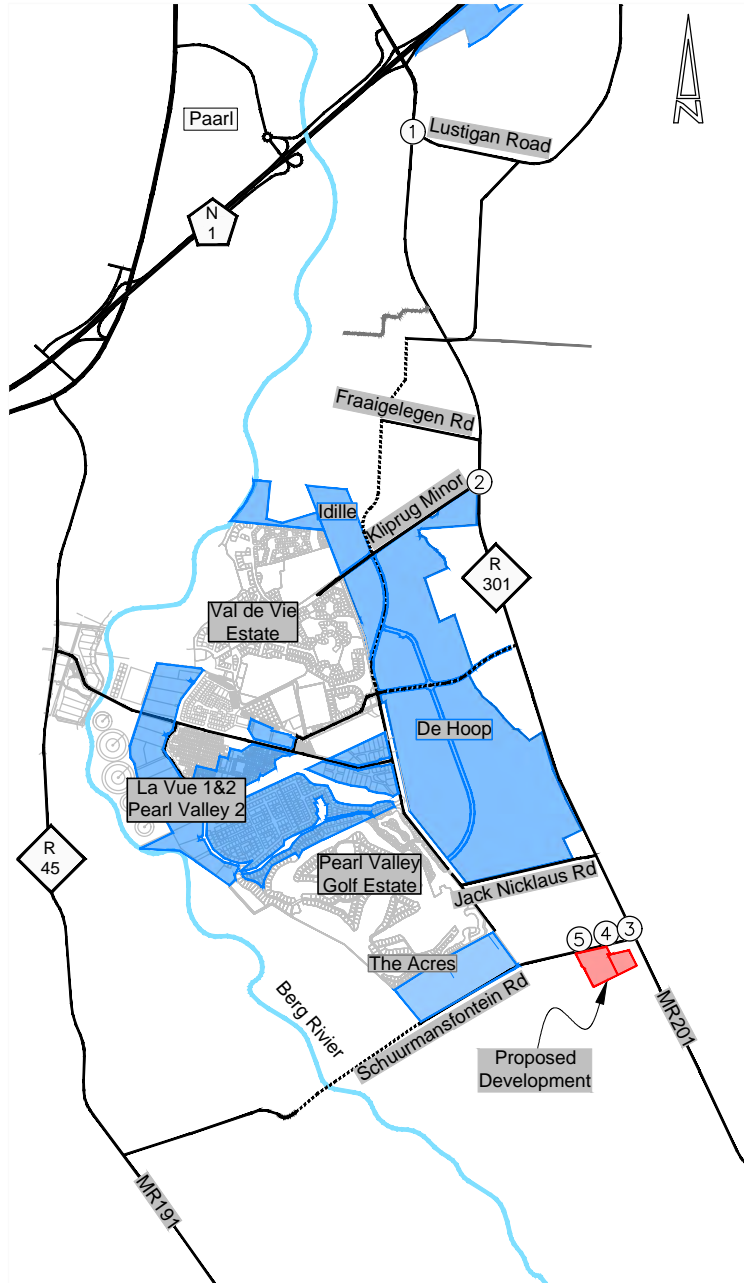 Paarl
N
1
1
Lustigan Road
N
Fraaigelegen Rd
2
Kliprug Minor
Idille
R
301
Val de Vie
Estate
De Hoop
La Vue 1&2
Pearl Valley 2
R
45
Pearl Valley
Golf Estate
Jack Nicklaus Rd
The Acres
5
4
3
Schuurmansfontein Rd
Berg Rivier
MR201
Proposed
Development
MR191